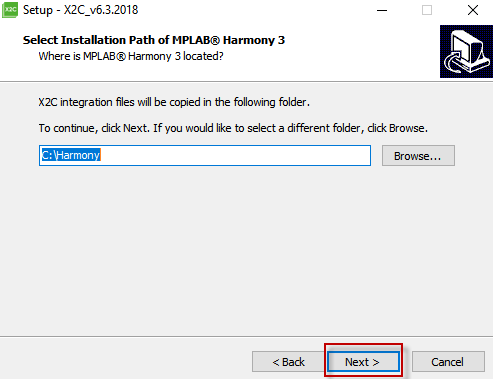 Setup - X2C_v6.3.2018
Select Installation Path of MPLAB® Harmony 3
Where is MPLAB® Harmony 3 located?
X2C integration files will be copied in the following folder.
To continue, click Next. If you would like to select a different folder, click Browse.
C:\Harmony
Browse...
< Back
Next >
Cancel